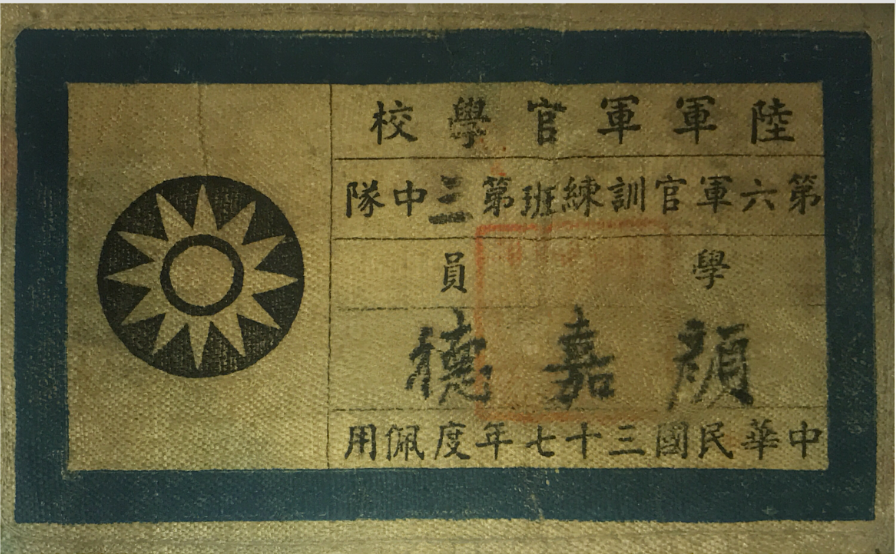 陸軍軍官學校
第六軍官訓練班第三中隊
學員
顏嘉德
中華民國三十七年度佩用